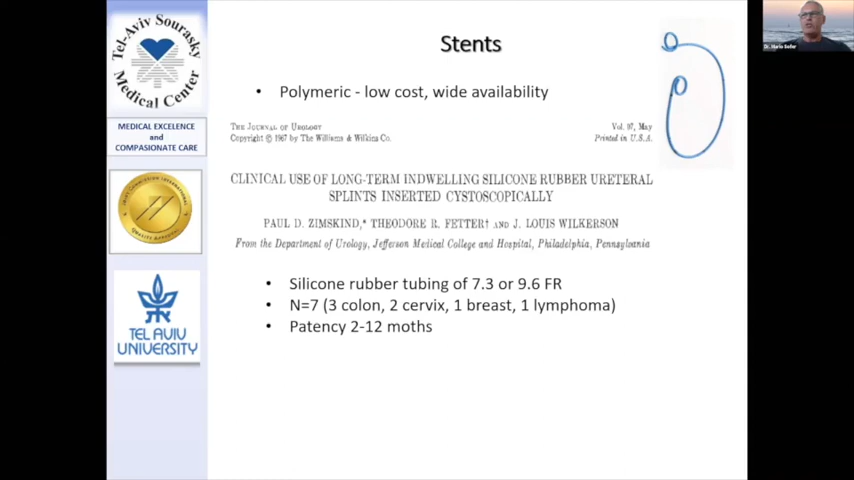 Tel-Aviv Sourasky
Medical Center
MEDICAL EXCELLENCE
and
COMPASIONATE CARE
TEL AVIV
UNIVERSITY
Stents
• Polymeric - low cost, wide availability
THE JOURNAL OF UROLOGY
Copyright © 1967 by The Williams & Wilkins Co.
Vol. 97, May
Printed in U.S.A.
CLINICAL USE OF LONG-TERM INDWELLING SILICONE RUBBER URETERAL
SPLINTS INSERTED CYSTOSCOPICALLY
PAUL D. ZIMSKIND,* THEODORE R. FETTER† AND J. LOUIS WILKERSON
From the Department of Urology, Jefferson Medical College and Hospital, Philadelphia, Pennsylvania
• Silicone rubber tubing of 7.3 or 9.6 FR
• N=7 (3 colon, 2 cervix, 1 breast, 1 lymphoma)
• Patency 2-12 moths
Dr. Mario